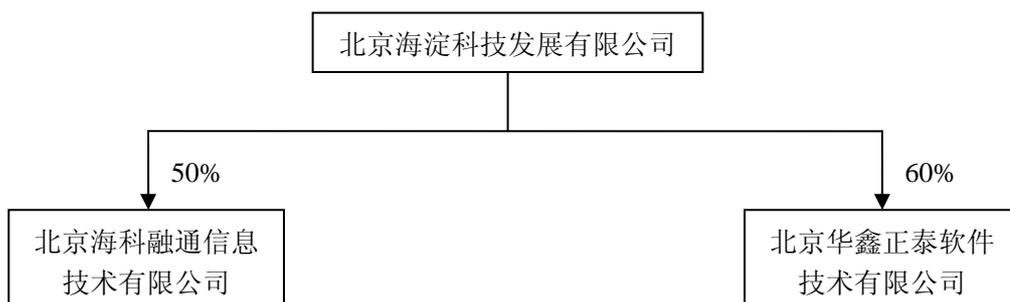 北京海淀科技发展有限公司
50%
60%
北京海科融通信息
技术有限公司
北京华鑫正泰软件
技术有限公司